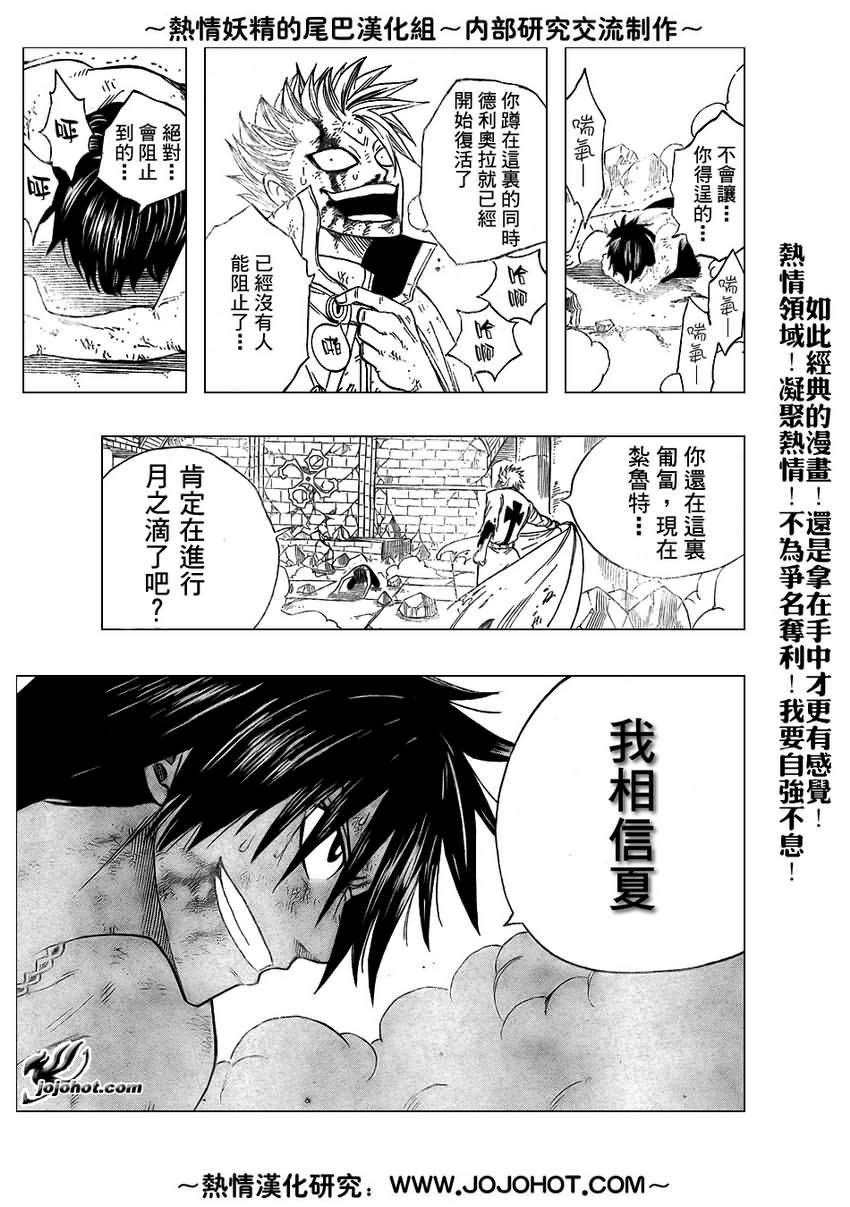 ～熱情妖精的尾巴漢化組～内部研究交流制作～
不會讓…
你得逞的…
喘氣—
喘氣—
喘氣—
你蹲在這裏的同時
德利奧拉就已經
開始復活了
呼啊
呼啊
已經沒有人
能阻止了…
絕對…
會阻止
到的…
你還在這裏
匍匐，現在
紮魯特…
肯定在進行
月之滴了吧？
我相信夏
如此經典的漫畫！還是拿在手中才更有感覺！
熱情領域！凝聚熱情！不為爭名奪利！我要自強不息！
jojohot.com
～熱情漢化研究：WWW.JOJOHOT.COM～